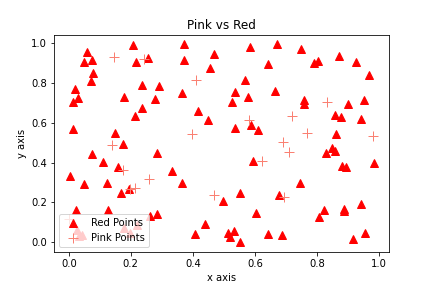 Pink vs Red
1.0
0.8
0.6
0.4
0.2
0.0
y axis
Red Points
Pink Points
0.0 0.2 0.4 0.6 0.8 1.0
x axis